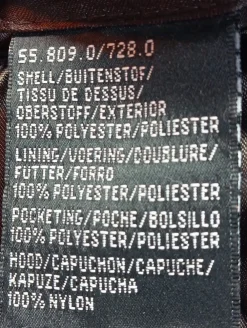 55.809.0/728.0
SHELL/BUITENSTOF/
TISSU DE DESSUS/
OBERSTOFF/EXTERIOR
100% POLYESTER/POLIESTER
LINING/VOERING/DOUBLURE/
FUTTER/FORRO
100% POLYESTER/POLIESTER
POCKETING/POCHE/BOLSILLO
100% POLYESTER/POLIESTER
HOOD/CAPUCHON/CAPUCHE/
KAPUZE/CAPUCHA
100% NYLON